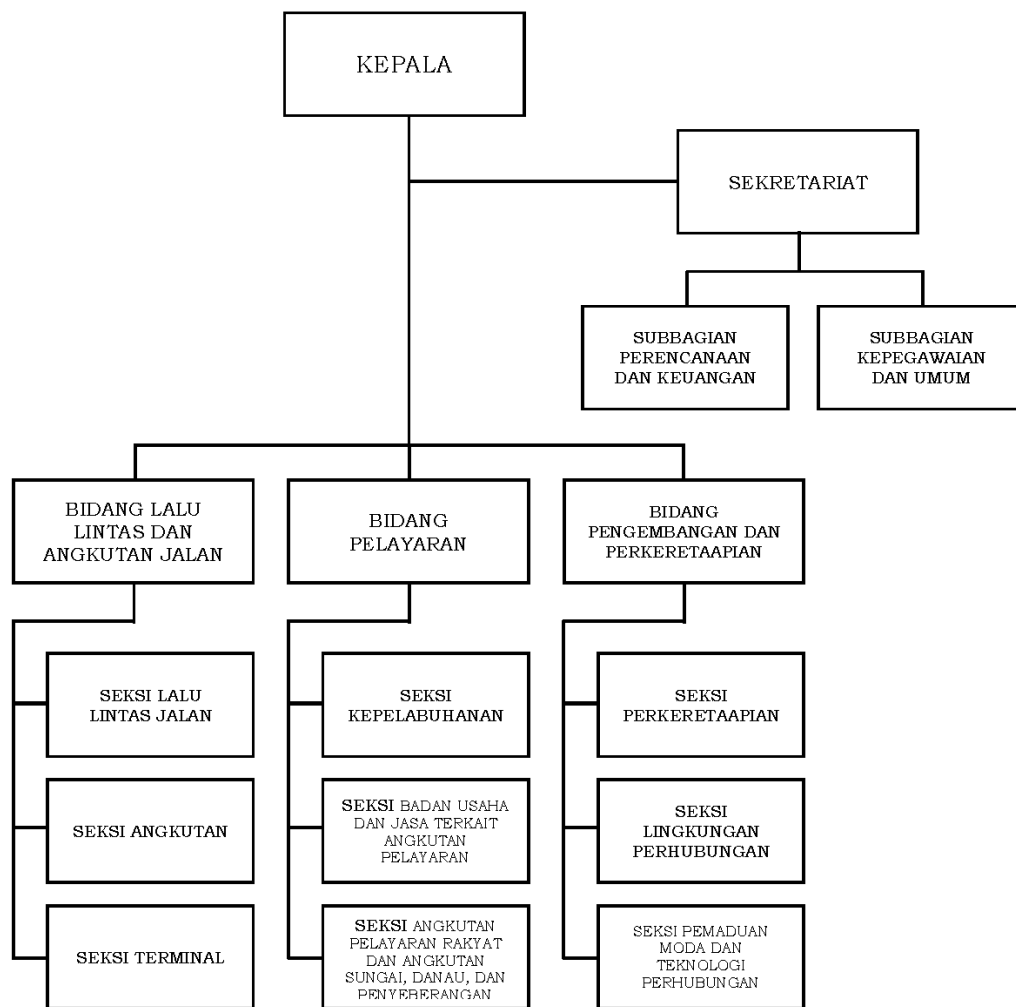 KEPALA
SEKRETARIAT
SUBBAGIAN
PERENCANAAN
DAN KEUANGAN
SUBBAGIAN
KEPEGAWAIAN
DAN UMUM
BIDANG LALU
LINTAS DAN
ANGKUTAN JALAN
BIDANG
PELAYARAN
BIDANG
PENGEMBANGAN DAN
PERKERETAAPIAN
SEKSI LALU
LINTAS JALAN
SEKSI ANGKUTAN
SEKSI TERMINAL
SEKSI
KEPELABUHANAN
SEKSI BADAN USAHA
DAN JASA TERKAIT
ANGKUTAN
PELAYARAN
SEKSI ANGKUTAN
PELAYARAN RAKYAT
DAN ANGKUTAN
SUNGAI, DANAU, DAN
PENYEBERANGAN
SEKSI
PERKERETAAPIAN
SEKSI
LINGKUNGAN
PERHUBUNGAN
SEKSI PEMADUAN
MODA DAN
TEKNOLOGI
PERHUBUNGAN